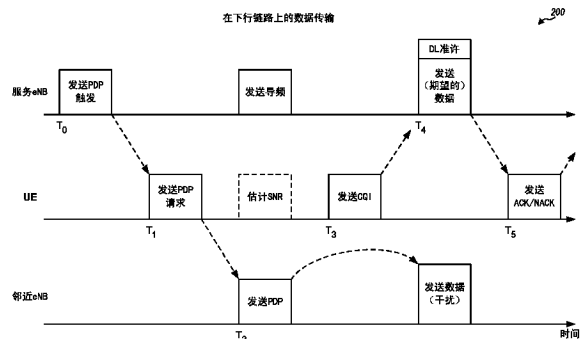 在下行链路上的数据传输
200
服务eNB
发送PDP
触发
发送导频
DL准许
发送
(期望的)
数据
T0
T4
UE
发送PDP
请求
估计SNR
发送CQI
发送
ACK/NACK
T1
T3
T5
邻近eNB
发送PDP
发送数据
(干扰)
时间